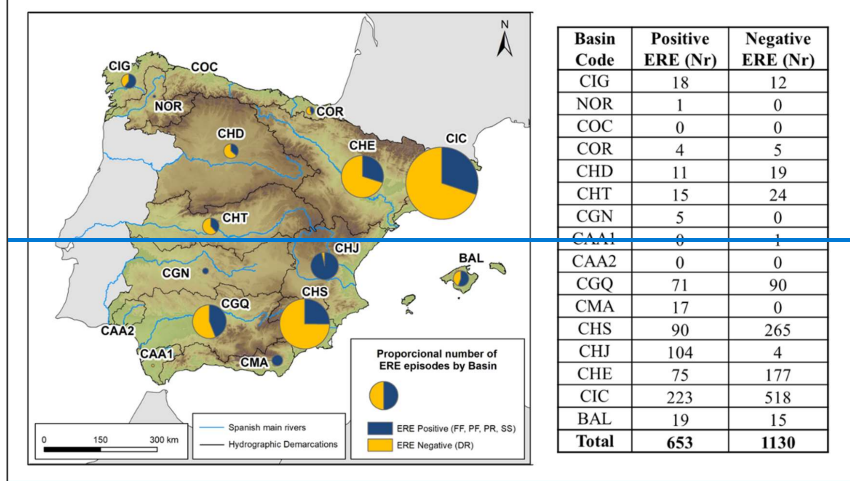 N
CIG
COC
NOR
COR
CHD
CHE
CIC
CHT
CHJ
CGN
BAL
CGQ
CHS
CAA2
CAA1
CMA
Proporcional number of
ERE episodes by Basin
ERE Positive (FF, PF, PR, SS)
ERE Negative (DR)
Spanish main rivers
Hydrographic Demarcations
0 150 300 km
Basin Code Positive ERE (Nr) Negative ERE (Nr)
CIG 18 12
NOR 1 0
COC 0 0
COR 4 5
CHD 11 19
CHT 15 24
CGN 5 0
CAA1 0 1
CAA2 0 0
CGQ 71 90
CMA 17 0
CHS 90 265
CHJ 104 4
CHE 75 177
CIC 223 518
BAL 19 15
Total 653 1130